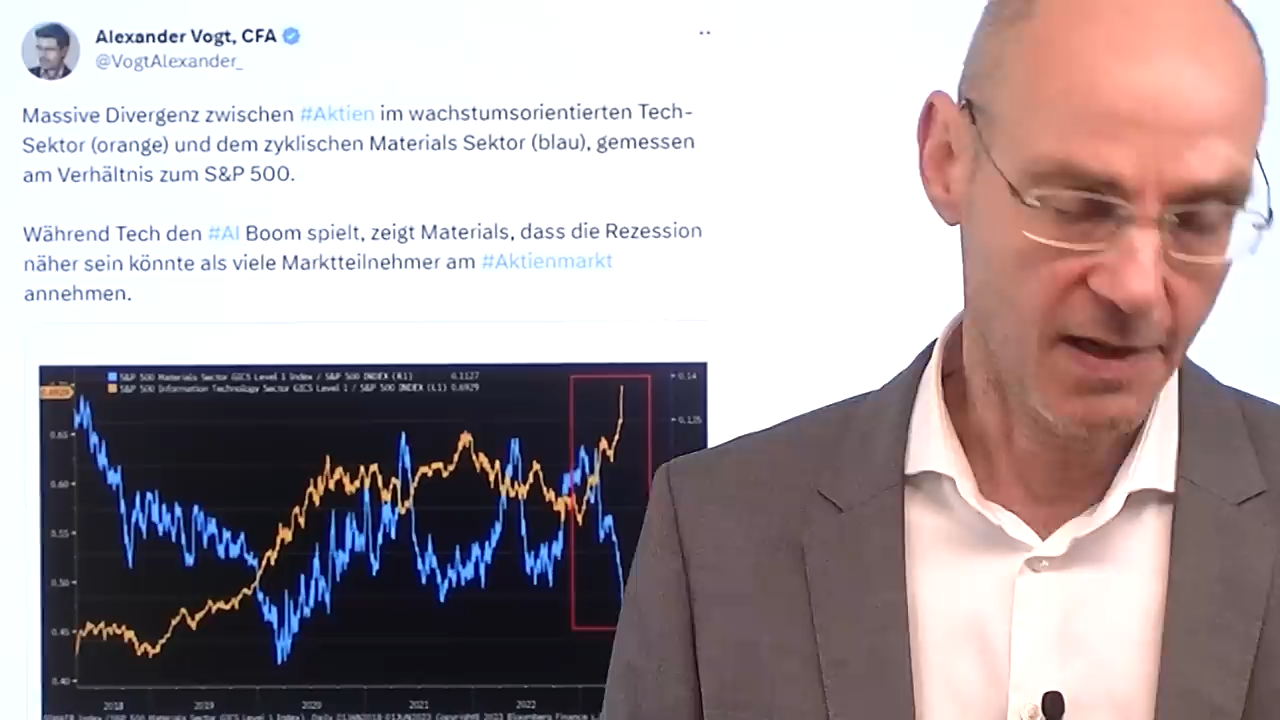 Alexander Vogt, CFA
@VogtAlexander_
Massive Divergenz zwischen #Aktien im wachstumsorientierten Tech-
Sektor (orange) und dem zyklischen Materials Sektor (blau), gemessen
am Verhältnis zum S&P 500.
Während Tech den #AI Boom spielt, zeigt Materials, dass die Rezession
näher sein könnte als viele Marktteilnehmer am #Aktienmarkt
annehmen.
S&P 500 Materials Sector GICS Level 1 Index / S&P 500 INDEX (R1) 0.1127
S&P 500 Information Technology Sector GICS Level 1 / S&P 500 INDEX (L1) 0.6929
0.14
0.6929
0.125
0.65
0.60
0.55
0.50
0.45
0.40
2018 2019 2020 2021 2022